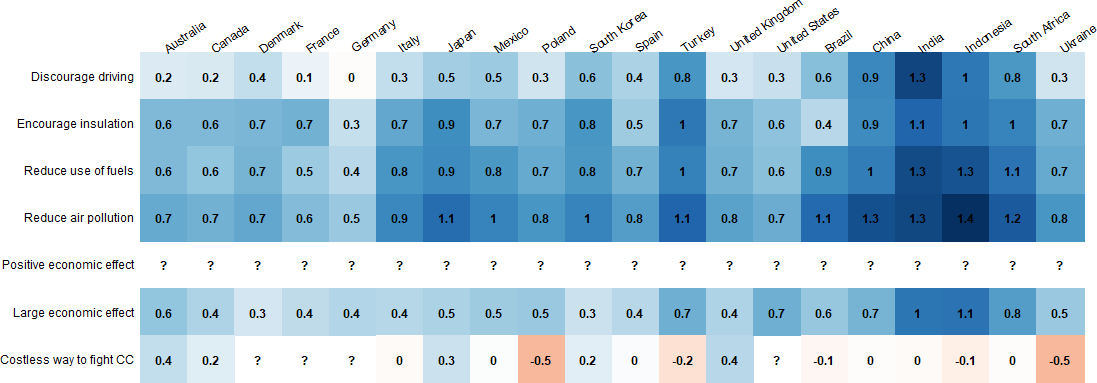 Australia Canada Denmark France Germany Italy Japan Mexico Poland South Korea Spain Turkey United Kingdom United States Brazil China India Indonesia South Africa Ukraine
Discourage driving 0.2 0.2 0.4 0.1 0 0.3 0.5 0.5 0.3 0.6 0.4 0.8 0.3 0.3 0.6 0.9 1.3 1 0.8 0.3
Encourage insulation 0.6 0.6 0.7 0.7 0.3 0.7 0.9 0.7 0.7 0.8 0.5 1 0.7 0.6 0.4 0.9 1.1 1 1 0.7
Reduce use of fuels 0.6 0.6 0.7 0.5 0.4 0.8 0.9 0.8 0.7 0.8 0.7 1 0.7 0.6 0.9 1 1.3 1.3 1.1 0.7
Reduce air pollution 0.7 0.7 0.7 0.6 0.5 0.9 1.1 1 0.8 1 0.8 1.1 0.8 0.7 1.1 1.3 1.3 1.4 1.2 0.8
Positive economic effect ? ? ? ? ? ? ? ? ? ? ? ? ? ? ? ? ? ? ? ?
Large economic effect 0.6 0.4 0.3 0.4 0.4 0.4 0.5 0.5 0.5 0.3 0.4 0.7 0.4 0.7 0.6 0.7 1 1.1 0.8 0.5
Costless way to fight CC 0.4 0.2 ? ? ? 0 0.3 0 -0.5 0.2 0 -0.2 0.4 ? -0.1 0 0 -0.1 0 -0.5